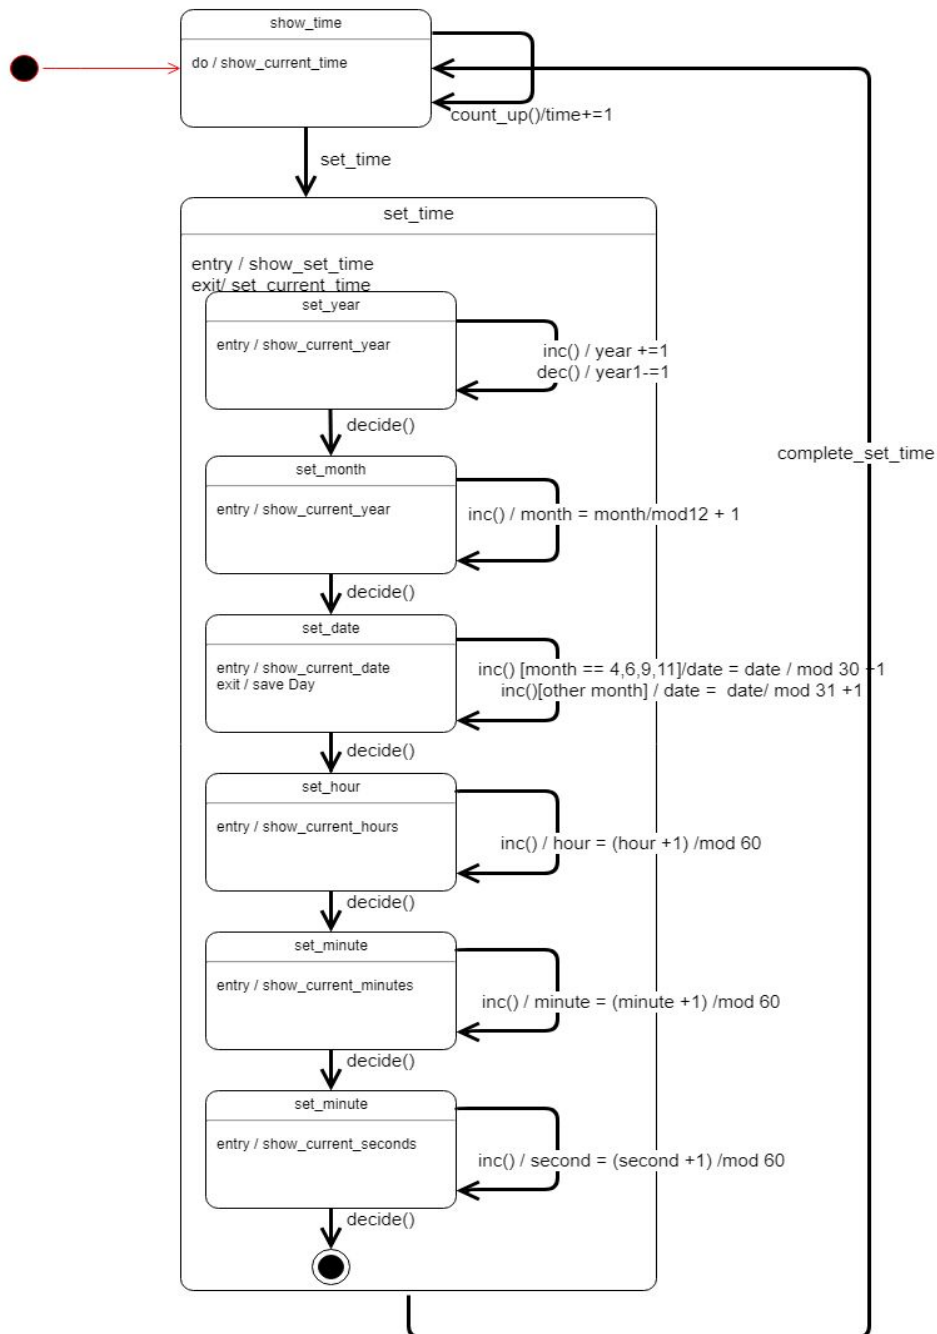 show_time
do / show_current_time
count_up()/time+=1
set_time
set_time
entry / show_set_time
exit/ set_current_time
set_year
entry / show_current_year
inc() / year +=1
dec() / year1-=1
decide()
complete_set_time
set_month
entry / show_current_year
inc() / month = month/mod12 + 1
decide()
set_date
entry / show_current_date
exit / save Day
inc() [month == 4,6,9,11]/date = date / mod 30 +1
inc()[other month] / date =  date/ mod 31 +1
decide()
set_hour
entry / show_current_hours
inc() / hour = (hour +1) /mod 60
decide()
set_minute
entry / show_current_minutes
inc() / minute = (minute +1) /mod 60
decide()
set_minute
entry / show_current_seconds
inc() / second = (second +1) /mod 60
decide()